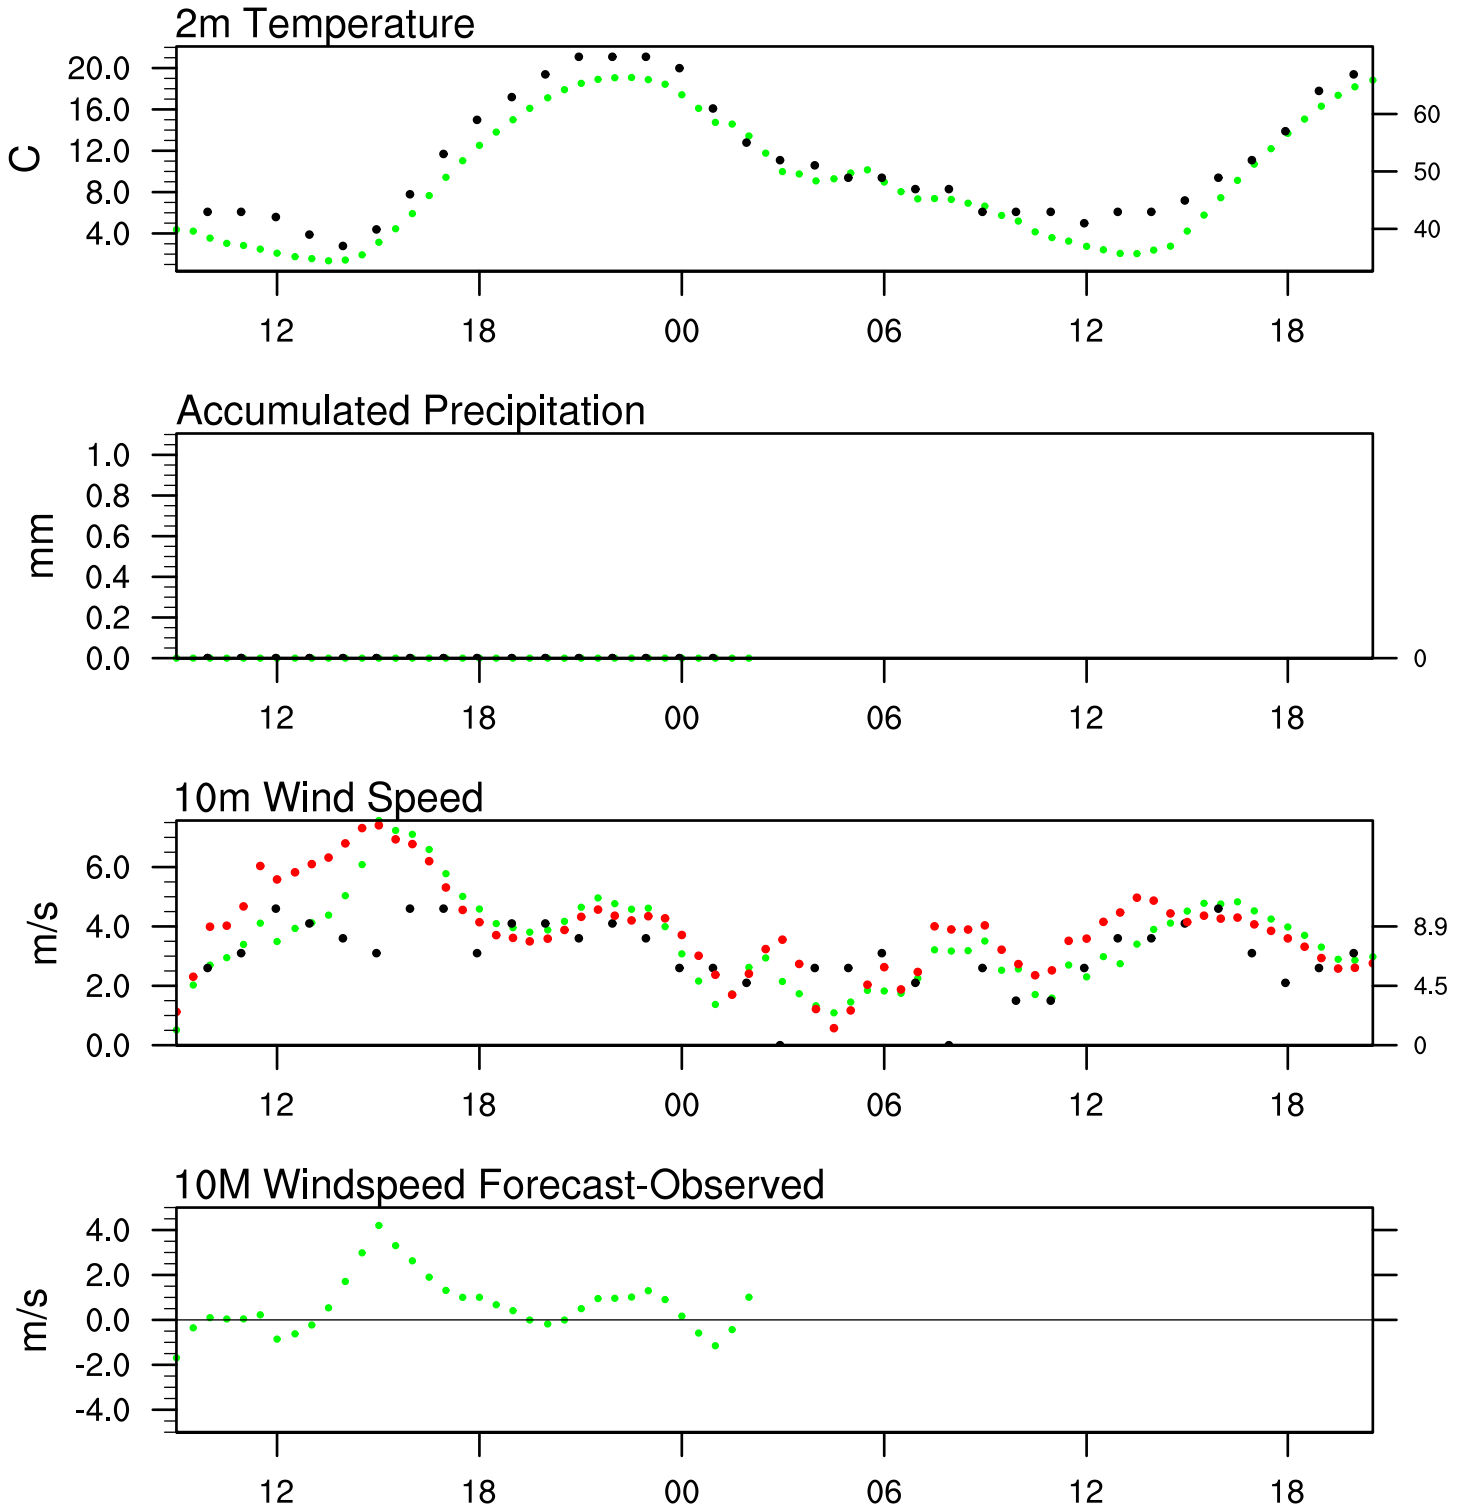 2m Temperature
20.0
16.0
12.0
8.0
4.0
C
60
50
40
12 18 00 06 12 18
Accumulated Precipitation
1.0
0.8
0.6
0.4
0.2
0.0
mm
0
12 18 00 06 12 18
10m Wind Speed
6.0
4.0
2.0
0.0
m/s
8.9
4.5
0
12 18 00 06 12 18
10M Windspeed Forecast-Observed
4.0
2.0
0.0
-2.0
-4.0
m/s
12 18 00 06 12 18